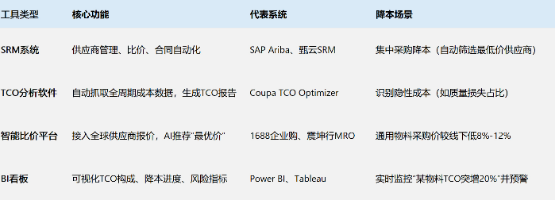 工具类型 核心功能 代表系统 降本场景
SRM系统 供应商管理、比价、合同自动化 SAP Ariba、甄云SRM 集中采购降本（自动筛选最低价供应商）
TCO分析软件 自动抓取全周期成本数据，生成TCO报告 Coupa TCO Optimizer 识别隐性成本（如质量损失占比）
智能比价平台 接入全球供应商报价，AI推荐“最优价” 1688企业购、震坤行MRO 通用物料采购价较线下低8%-12%
BI看板 可视化TCO构成、降本进度、风险指标 Power BI、Tableau 实时监控“某物料TCO突增20%”并预警